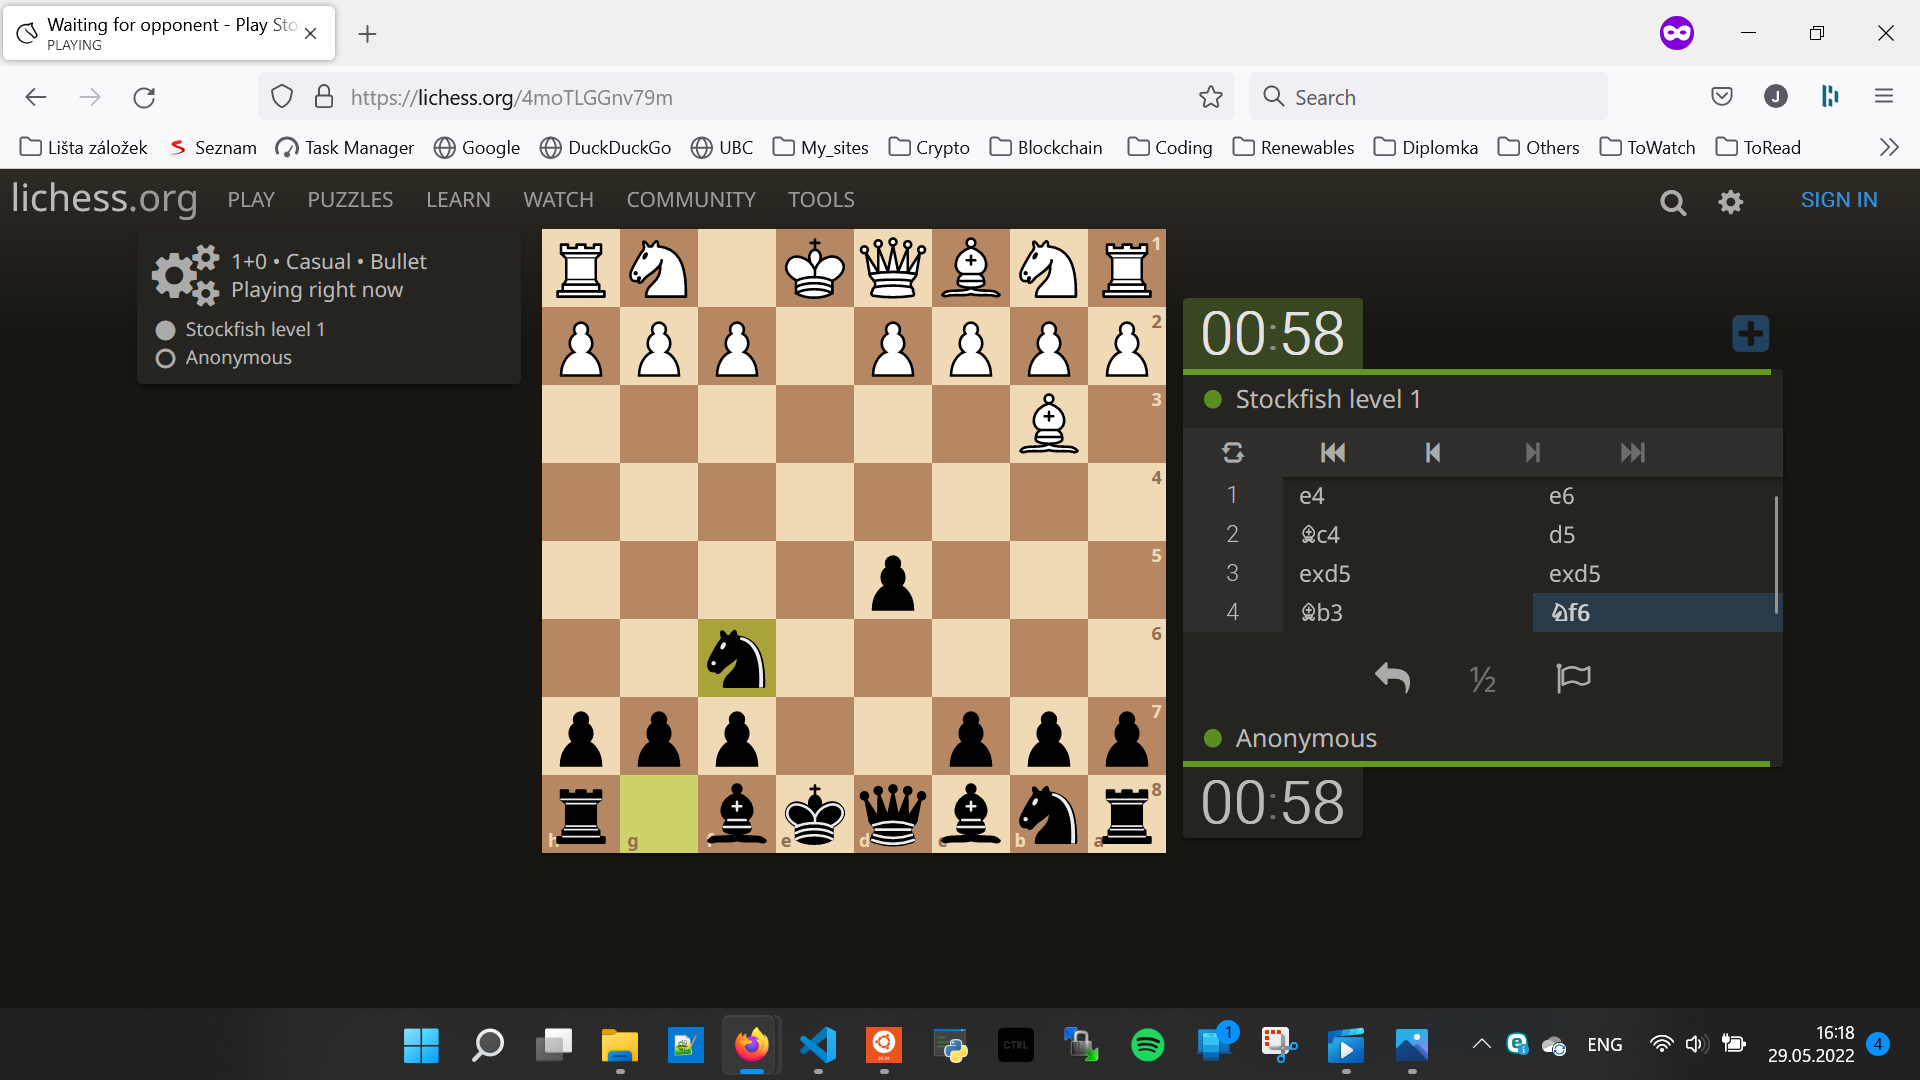 Waiting for opponent - Play Sto
PLAYING
https://lichess.org/4moTLGGnv79m
Search
J
Lišta záložek
Seznam
Task Manager
Google
DuckDuckGo
UBC
My_sites
Crypto
Blockchain
Coding
Renewables
Diplomka
Others
ToWatch
ToRead
lichess.org
PLAY
PUZZLES
LEARN
WATCH
COMMUNITY
TOOLS
SIGN IN
1+0 • Casual • Bullet
Playing right now
Stockfish level 1
Anonymous
1
2
3
4
5
6
7
8
h
g
f
e
d
c
b
a
00:58
Stockfish level 1
1 e4 e6
2 ♗c4 d5
3 exd5 exd5
4 ♗b3 ♘f6
½
Anonymous
00:58
CTRL
1
ENG
16:18
29.05.2022
4